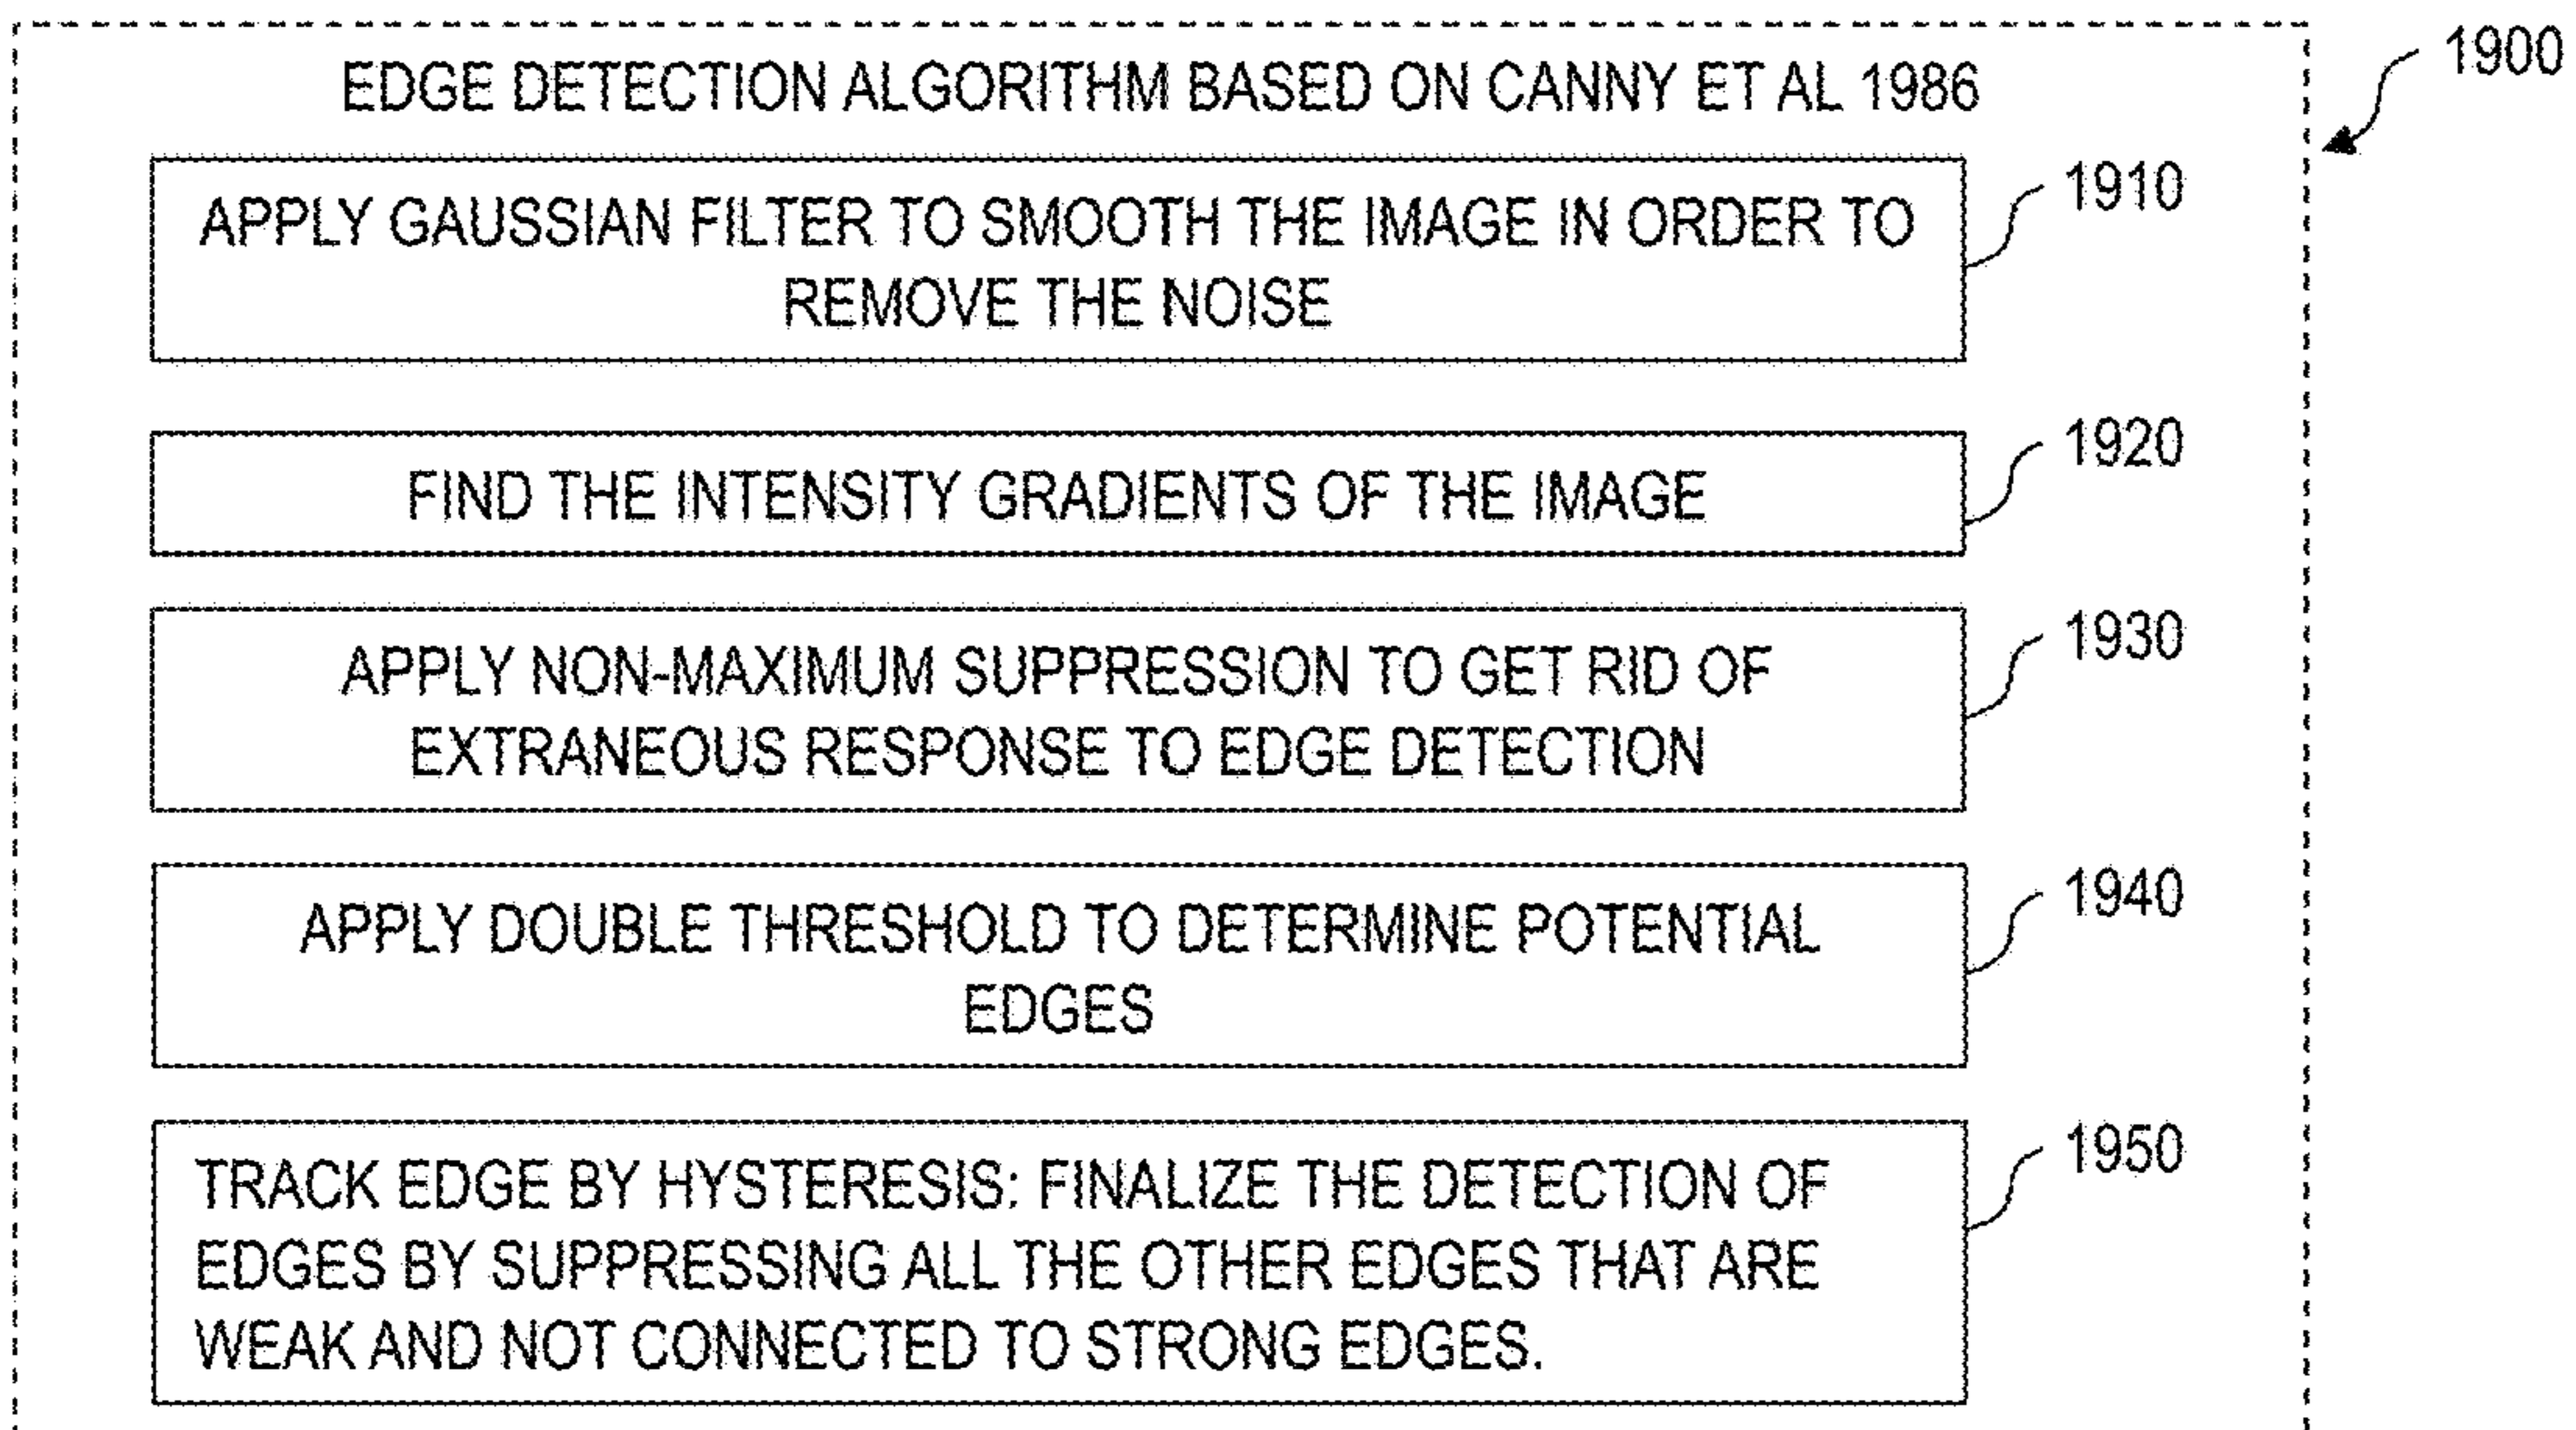 1900
EDGE DETECTION ALGORITHM BASED ON CANNY ET AL 1986
1910
APPLY GAUSSIAN FILTER TO SMOOTH THE IMAGE IN ORDER TO
REMOVE THE NOISE
1920
FIND THE INTENSITY GRADIENTS OF THE IMAGE
1930
APPLY NON-MAXIMUM SUPPRESSION TO GET RID OF
EXTRANEOUS RESPONSE TO EDGE DETECTION
1940
APPLY DOUBLE THRESHOLD TO DETERMINE POTENTIAL
EDGES
1950
TRACK EDGE BY HYSTERESIS: FINALIZE THE DETECTION OF
EDGES BY SUPPRESSING ALL THE OTHER EDGES THAT ARE
WEAK AND NOT CONNECTED TO STRONG EDGES.